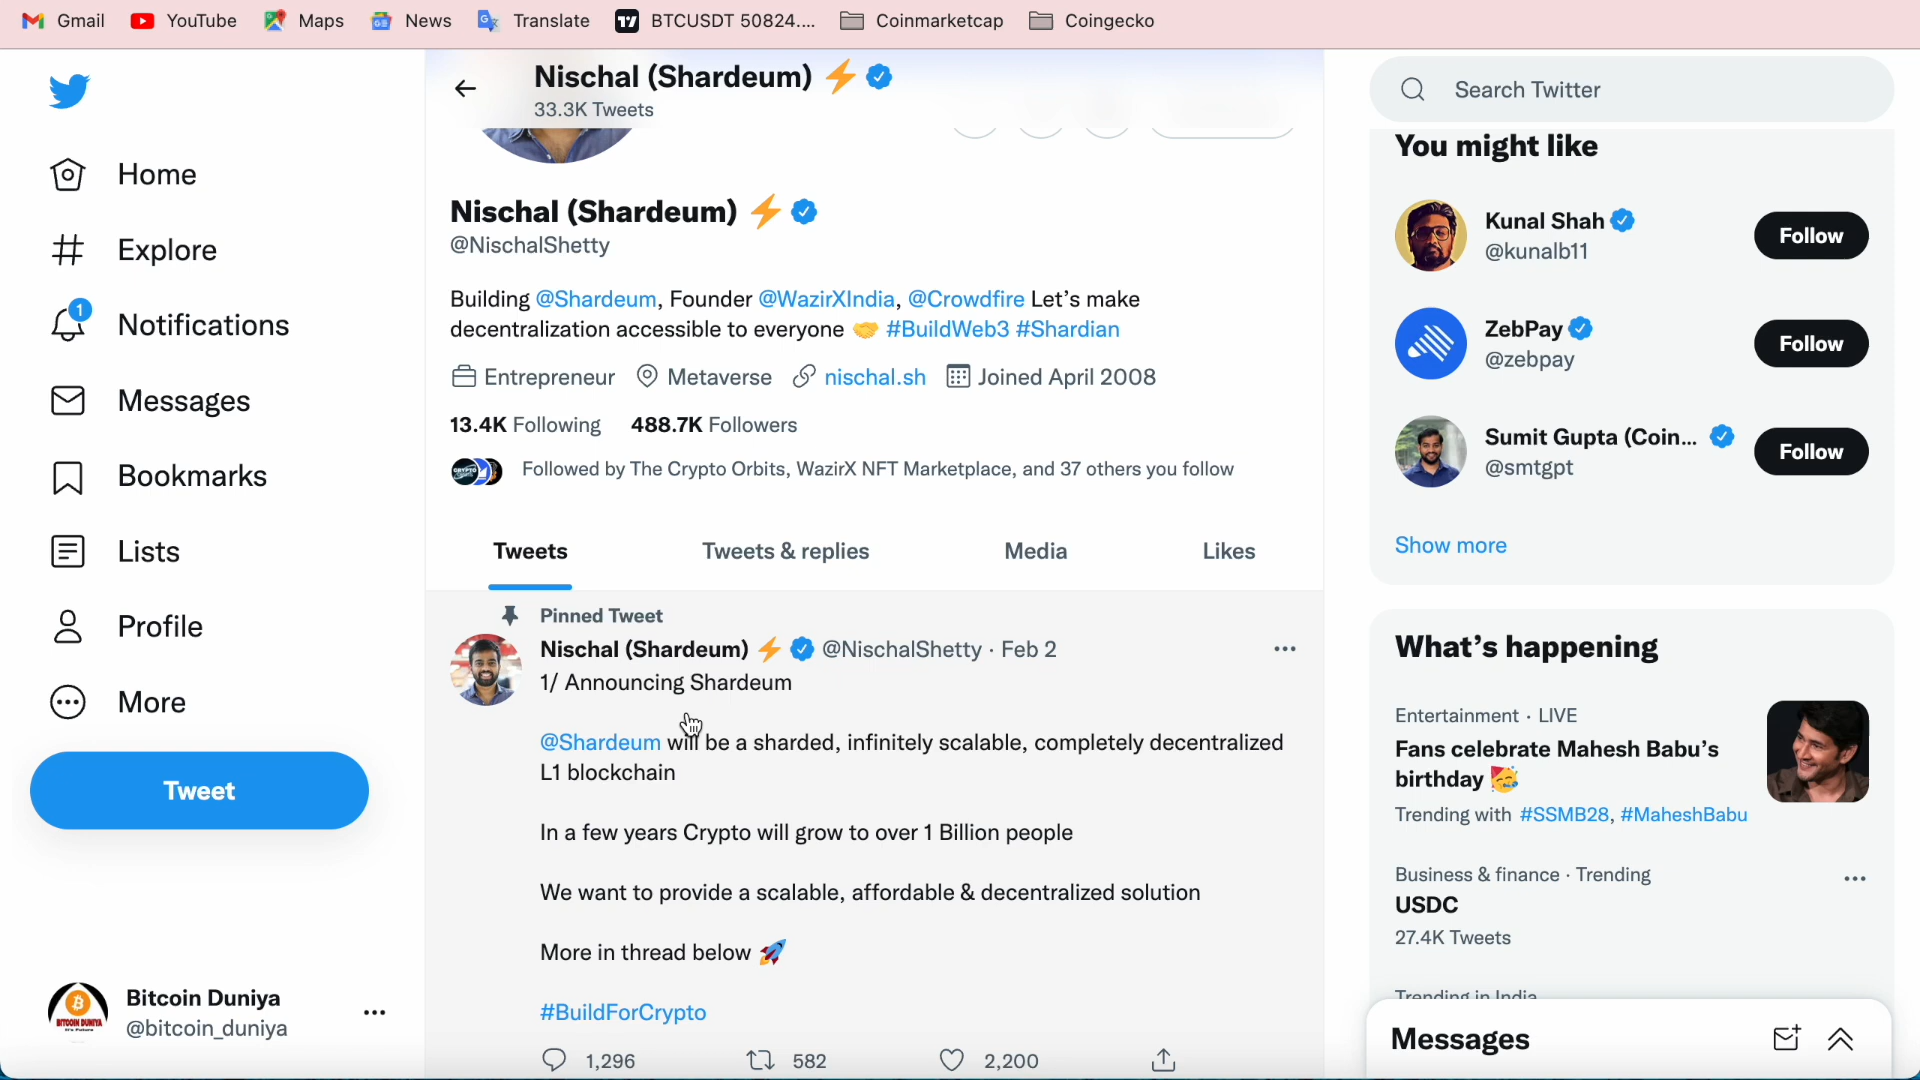 Gmail YouTube Maps News Translate BTCUSDT 50824.... Coinmarketcap Coingecko
Nischal (Shardeum) ⚡
33.3K Tweets
Search Twitter
Home
Explore
1
Notifications
Messages
Bookmarks
Lists
Profile
More
Tweet
Bitcoin Duniya
@bitcoin_duniya
Nischal (Shardeum) ⚡
@NischalShetty
Building @Shardeum, Founder @WazirXIndia, @Crowdfire Let's make
decentralization accessible to everyone 🤝 #BuildWeb3 #Shardian
Entrepreneur Metaverse nischal.sh Joined April 2008
13.4K Following 488.7K Followers
Followed by The Crypto Orbits, WazirX NFT Marketplace, and 37 others you follow
Tweets Tweets & replies Media Likes
Pinned Tweet
Nischal (Shardeum) ⚡ @NischalShetty · Feb 2
1/ Announcing Shardeum
@Shardeum will be a sharded, infinitely scalable, completely decentralized
L1 blockchain
In a few years Crypto will grow to over 1 Billion people
We want to provide a scalable, affordable & decentralized solution
More in thread below 🚀
#BuildForCrypto
1,296 582 2,200
You might like
Kunal Shah
@kunalb11
Follow
ZebPay
@zebpay
Follow
Sumit Gupta (Coin...
@smtgpt
Follow
Show more
What's happening
Entertainment · LIVE
Fans celebrate Mahesh Babu's
birthday 🥳
Trending with #SSMB28, #MaheshBabu
Business & finance · Trending
USDC
27.4K Tweets
Trending in India
Messages